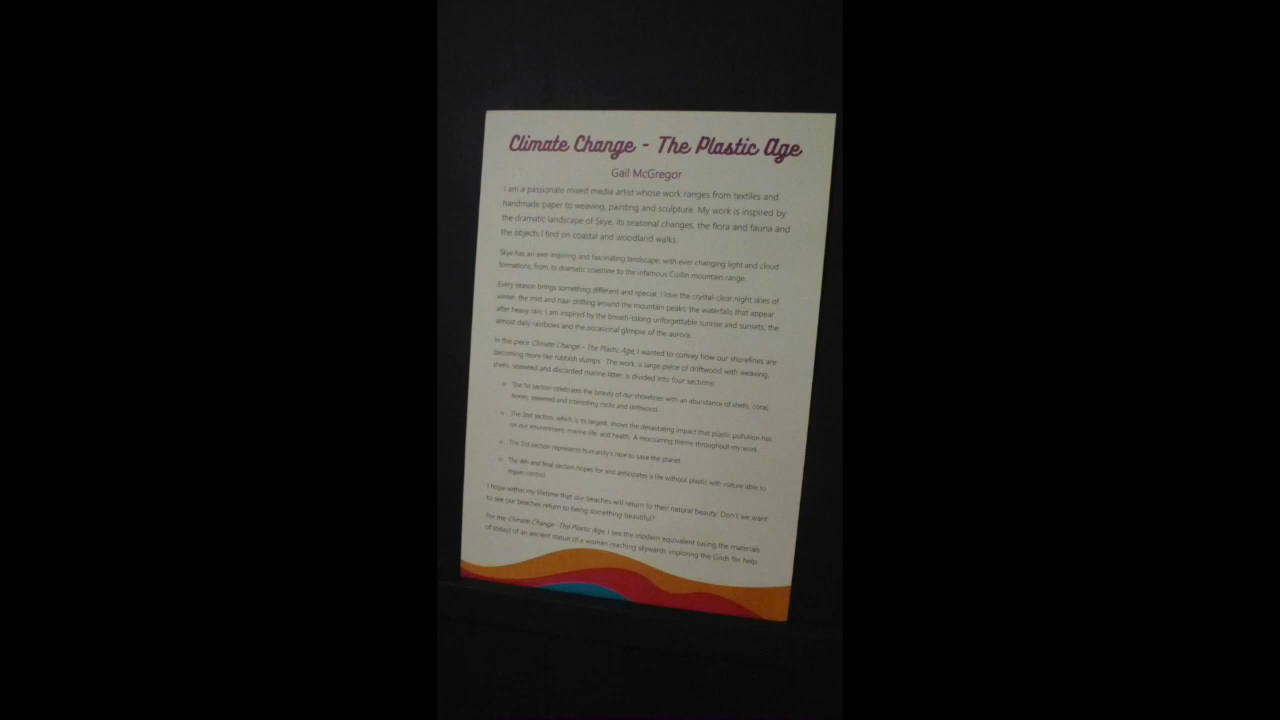 Climate Change - The Plastic Age
Gail McGregor
I am a passionate mixed media artist whose work ranges from textiles and
handmade paper to weaving, painting and sculpture. My work is inspired by
the dramatic landscape of Skye, its seasonal changes, the flora and fauna and
the objects I find on coastal and woodland walks.
Skye has an awe-inspiring and fascinating landscape, with ever changing light and cloud
formations, from its dramatic coastline to the infamous Cuillin mountain range.
Every season brings something different and special. I love the crystal-clear night skies of
winter, the mist and haar drifting around the mountain peaks, the waterfalls that appear
after heavy rain; I am inspired by the breath-taking unforgettable sunrise and sunsets, the
almost daily rainbows and the occasional glimpse of the aurora.
In this piece Climate Change - The Plastic Age, I wanted to convey how our shorelines are
becoming more like rubbish dumps. The work, a large piece of driftwood with weaving,
shells, seaweed and discarded marine litter, is divided into four sections:
The 1st section celebrates the beauty of our shorelines with an abundance of shells, coral,
bones, seaweed and interesting rocks and driftwood.
The 2nd section, which is its largest, shows the devastating impact that plastic pollution has
on our environment, marine life, and health. A reoccurring theme throughout my work.
The 3rd section represents humanity's race to save the planet.
The 4th and final section hopes for and anticipates a life without plastic with nature able to
regain control.
I hope within my lifetime that our beaches will return to their natural beauty. Don't we want
to see our beaches return to being something beautiful?
For me, Climate Change -The Plastic Age, I see the modern equivalent (using the materials
of today) of an ancient statue of a women reaching skywards imploring the Gods for help.